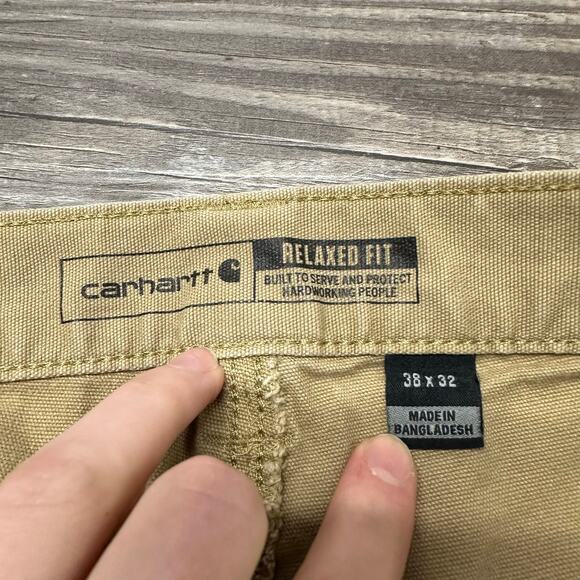 carhartt
RELAXED FIT
BUILT TO SERVE AND PROTECT
HARDWORKING PEOPLE
38 x 32
MADE IN
BANGLADESH